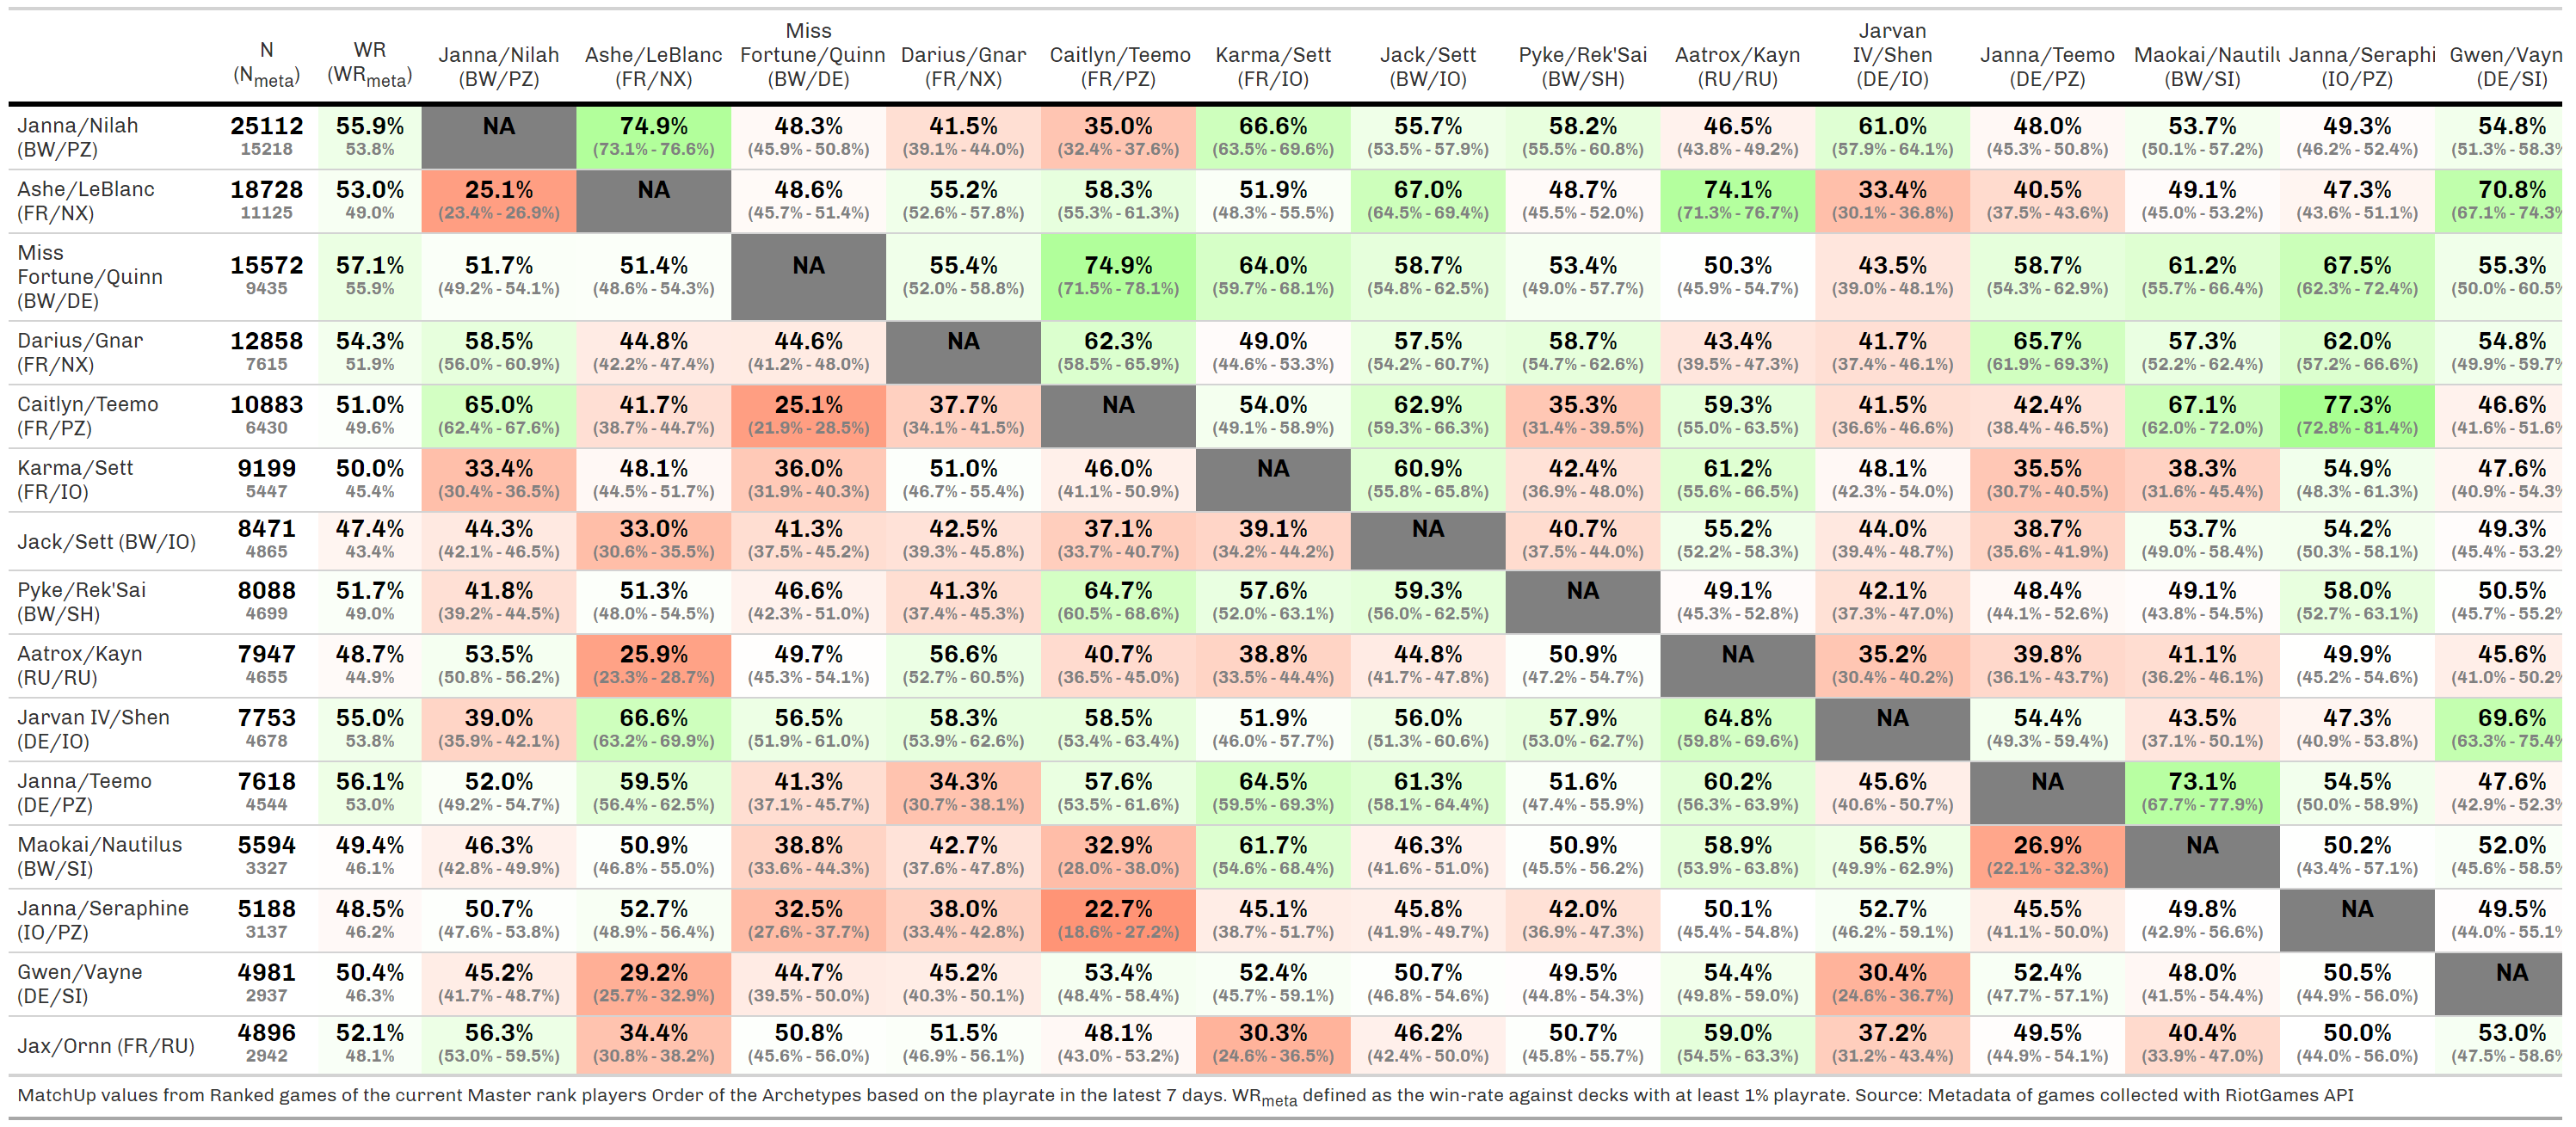 N WR Janna/Nilah Ashe/LeBlanc Miss Fortune/Quinn Darius/Gnar Caitlyn/Teemo Karma/Sett Jack/Sett Pyke/Rek'Sai Aatrox/Kayn Jarvan IV/Shen Janna/Teemo Maokai/Nautilu Janna/Seraphi Gwen/Vayn
(Nmeta) (WRmeta) (BW/PZ) (FR/NX) (BW/DE) (FR/NX) (FR/PZ) (FR/IO) (BW/IO) (BW/SH) (RU/RU) (DE/IO) (DE/PZ) (BW/SI) (IO/PZ) (DE/SI)
Janna/Nilah 25112 55.9% NA 74.9% 48.3% 41.5% 35.0% 66.6% 55.7% 58.2% 46.5% 61.0% 48.0% 53.7% 49.3% 54.8%
(BW/PZ) 15218 53.8% (73.1% - 76.6%) (45.9% - 50.8%) (39.1% - 44.0%) (32.4% - 37.6%) (63.5% - 69.6%) (53.5% - 57.9%) (55.5% - 60.8%) (43.8% - 49.2%) (57.9% - 64.1%) (45.3% - 50.8%) (50.1% - 57.2%) (46.2% - 52.4%) (51.3% - 58.3%
Ashe/LeBlanc 18728 53.0% 25.1% NA 48.6% 55.2% 58.3% 51.9% 67.0% 48.7% 74.1% 33.4% 40.5% 49.1% 47.3% 70.8%
(FR/NX) 11125 49.0% (23.4% - 26.9%) (45.7% - 51.4%) (52.6% - 57.8%) (55.3% - 61.3%) (48.3% - 55.5%) (64.5% - 69.4%) (45.5% - 52.0%) (71.3% - 76.7%) (30.1% - 36.8%) (37.5% - 43.6%) (45.0% - 53.2%) (43.6% - 51.1%) (67.1% - 74.3%
Miss
Fortune/Quinn 15572 57.1% 51.7% 51.4% NA 55.4% 74.9% 64.0% 58.7% 53.4% 50.3% 43.5% 58.7% 61.2% 67.5% 55.3%
(BW/DE) 9435 55.9% (49.2% - 54.1%) (48.6% - 54.3%) (52.0% - 58.8%) (71.5% - 78.1%) (59.7% - 68.1%) (54.8% - 62.5%) (49.0% - 57.7%) (45.9% - 54.7%) (39.0% - 48.1%) (54.3% - 62.9%) (55.7% - 66.4%) (62.3% - 72.4%) (50.0% - 60.5%
Darius/Gnar 12858 54.3% 58.5% 44.8% 44.6% NA 62.3% 49.0% 57.5% 58.7% 43.4% 41.7% 65.7% 57.3% 62.0% 54.8%
(FR/NX) 7615 51.9% (56.0% - 60.9%) (42.2% - 47.4%) (41.2% - 48.0%) (58.5% - 65.9%) (44.6% - 53.3%) (54.2% - 60.7%) (54.7% - 62.6%) (39.5% - 47.3%) (37.4% - 46.1%) (61.9% - 69.3%) (52.2% - 62.4%) (57.2% - 66.6%) (49.9% - 59.7%
Caitlyn/Teemo 10883 51.0% 65.0% 41.7% 25.1% 37.7% NA 54.0% 62.9% 35.3% 59.3% 41.5% 42.4% 67.1% 77.3% 46.6%
(FR/PZ) 6430 49.6% (62.4% - 67.6%) (38.7% - 44.7%) (21.9% - 28.5%) (34.1% - 41.5%) (49.1% - 58.9%) (59.3% - 66.3%) (31.4% - 39.5%) (55.0% - 63.5%) (36.6% - 46.6%) (38.4% - 46.5%) (62.0% - 72.0%) (72.8% - 81.4%) (41.6% - 51.6%
Karma/Sett 9199 50.0% 33.4% 48.1% 36.0% 51.0% 46.0% NA 60.9% 42.4% 61.2% 48.1% 35.5% 38.3% 54.9% 47.6%
(FR/IO) 5447 45.4% (30.4% - 36.5%) (44.5% - 51.7%) (31.9% - 40.3%) (46.7% - 55.4%) (41.1% - 50.9%) (55.8% - 65.8%) (36.9% - 48.0%) (55.6% - 66.5%) (42.3% - 54.0%) (30.7% - 40.5%) (31.6% - 45.4%) (48.3% - 61.3%) (40.9% - 54.3%
Jack/Sett (BW/IO) 8471 47.4% 44.3% 33.0% 41.3% 42.5% 37.1% 39.1% NA 40.7% 55.2% 44.0% 38.7% 53.7% 54.2% 49.3%
4865 43.4% (42.1% - 46.5%) (30.6% - 35.5%) (37.5% - 45.2%) (39.3% - 45.8%) (33.7% - 40.7%) (34.2% - 44.2%) (37.5% - 44.0%) (52.2% - 58.3%) (39.4% - 48.7%) (35.6% - 41.9%) (49.0% - 58.4%) (50.3% - 58.1%) (45.4% - 53.2%
Pyke/Rek'Sai 8088 51.7% 41.8% 51.3% 46.6% 41.3% 64.7% 57.6% 59.3% NA 49.1% 42.1% 48.4% 49.1% 58.0% 50.5%
(BW/SH) 4699 49.0% (39.2% - 44.5%) (48.0% - 54.5%) (42.3% - 51.0%) (37.4% - 45.3%) (60.5% - 68.6%) (52.0% - 63.1%) (56.0% - 62.5%) (45.3% - 52.8%) (37.3% - 47.0%) (44.1% - 52.6%) (43.8% - 54.5%) (52.7% - 63.1%) (45.7% - 55.2%
Aatrox/Kayn 7947 48.7% 53.5% 25.9% 49.7% 56.6% 40.7% 38.8% 44.8% 50.9% NA 35.2% 39.8% 41.1% 49.9% 45.6%
(RU/RU) 4655 44.9% (50.8% - 56.2%) (23.3% - 28.7%) (45.3% - 54.1%) (52.7% - 60.5%) (36.5% - 45.0%) (33.5% - 44.4%) (41.7% - 47.8%) (47.2% - 54.7%) (30.4% - 40.2%) (36.1% - 43.7%) (36.2% - 46.1%) (45.2% - 54.6%) (41.0% - 50.2%
Jarvan IV/Shen 7753 55.0% 39.0% 66.6% 56.5% 58.3% 58.5% 51.9% 56.0% 57.9% 64.8% NA 54.4% 43.5% 47.3% 69.6%
(DE/IO) 4678 53.8% (35.9% - 42.1%) (63.2% - 69.9%) (51.9% - 61.0%) (53.9% - 62.6%) (53.4% - 63.4%) (46.0% - 57.7%) (51.3% - 60.6%) (53.0% - 62.7%) (59.8% - 69.6%) (49.3% - 59.4%) (37.1% - 50.1%) (40.9% - 53.8%) (63.3% - 75.4%
Janna/Teemo 7618 56.1% 52.0% 59.5% 41.3% 34.3% 57.6% 64.5% 61.3% 51.6% 60.2% 45.6% NA 73.1% 54.5% 47.6%
(DE/PZ) 4544 53.0% (49.2% - 54.7%) (56.4% - 62.5%) (37.1% - 45.7%) (30.7% - 38.1%) (53.5% - 61.6%) (59.5% - 69.3%) (58.1% - 64.4%) (47.4% - 55.9%) (56.3% - 63.9%) (40.6% - 50.7%) (67.7% - 77.9%) (50.0% - 58.9%) (42.9% - 52.3%
Maokai/Nautilus 5594 49.4% 46.3% 50.9% 38.8% 42.7% 32.9% 61.7% 46.3% 50.9% 58.9% 56.5% 26.9% NA 50.2% 52.0%
(BW/SI) 3327 46.1% (42.8% - 49.9%) (46.8% - 55.0%) (33.6% - 44.3%) (37.6% - 47.8%) (28.0% - 38.0%) (54.6% - 68.4%) (41.6% - 51.0%) (45.5% - 56.2%) (53.9% - 63.8%) (49.9% - 62.9%) (22.1% - 32.3%) (43.4% - 57.1%) (45.6% - 58.5%
Janna/Seraphine 5188 48.5% 50.7% 52.7% 32.5% 38.0% 22.7% 45.1% 45.8% 42.0% 50.1% 52.7% 45.5% 49.8% NA 49.5%
(IO/PZ) 3137 46.2% (47.6% - 53.8%) (48.9% - 56.4%) (27.6% - 37.7%) (33.4% - 42.8%) (18.6% - 27.2%) (38.7% - 51.7%) (41.9% - 49.7%) (36.9% - 47.3%) (45.4% - 54.8%) (46.2% - 59.1%) (41.1% - 50.0%) (42.9% - 56.6%) (44.0% - 55.1%
Gwen/Vayne 4981 50.4% 45.2% 29.2% 44.7% 45.2% 53.4% 52.4% 50.7% 49.5% 54.4% 30.4% 52.4% 48.0% 50.5% NA
(DE/SI) 2937 46.3% (41.7% - 48.7%) (25.7% - 32.9%) (39.5% - 50.0%) (40.3% - 50.1%) (48.4% - 58.4%) (45.7% - 59.1%) (46.8% - 54.6%) (44.8% - 54.3%) (49.8% - 59.0%) (24.6% - 36.7%) (47.7% - 57.1%) (41.5% - 54.4%) (44.9% - 56.0%)
Jax/Ornn (FR/RU) 4896 52.1% 56.3% 34.4% 50.8% 51.5% 48.1% 30.3% 46.2% 50.7% 59.0% 37.2% 49.5% 40.4% 50.0% 53.0%
2942 48.1% (53.0% - 59.5%) (30.8% - 38.2%) (45.6% - 56.0%) (46.9% - 56.1%) (43.0% - 53.2%) (24.6% - 36.5%) (42.4% - 50.0%) (45.8% - 55.7%) (54.5% - 63.3%) (31.2% - 43.4%) (44.9% - 54.1%) (33.9% - 47.0%) (44.0% - 56.0%) (47.5% - 58.6%
MatchUp values from Ranked games of the current Master rank players Order of the Archetypes based on the playrate in the latest 7 days. WRmeta defined as the win-rate against decks with at least 1% playrate. Source: Metadata of games collected with RiotGames API